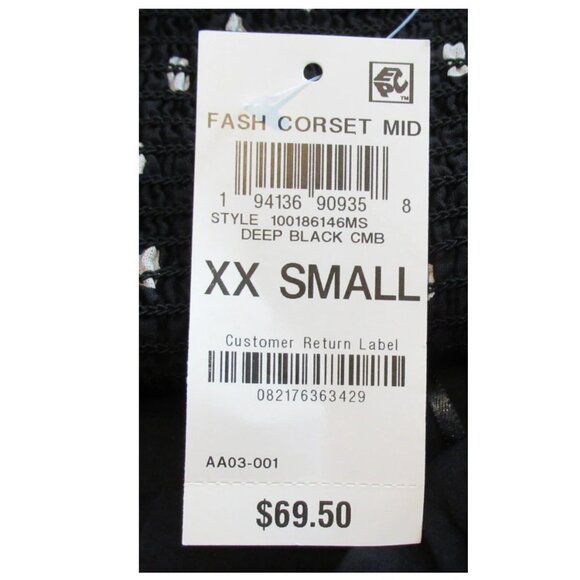 EPC™
FASH CORSET MID
1 94136 90935 8
STYLE 100186146MS
DEEP BLACK CMB
XX SMALL
Customer Return Label
082176363429
AA03-001
$69.50